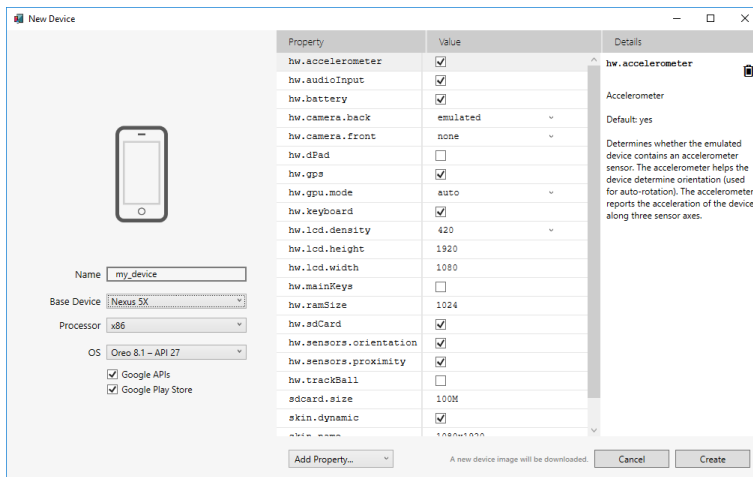 New Device
Property Value Details
hw.accelerometer
hw.audioInput
hw.battery
hw.camera.back emulated
hw.camera.front none
hw.dPad
hw.gps
hw.gpu.mode auto
hw.keyboard
hw.lcd.density 420
hw.lcd.height 1920
hw.lcd.width 1080
hw.mainKeys
hw.ramSize 1024
hw.sdCard
hw.sensors.orientation
hw.sensors.proximity
hw.trackBall
sdcard.size 100M
skin.dynamic
skin.name 1080x1920
hw.accelerometer
Accelerometer
Default: yes
Determines whether the emulated
device contains an accelerometer
sensor. The accelerometer helps the
device determine orientation (used
for auto-rotation). The accelerometer
reports the acceleration of the device
along three sensor axes.
Name my_device
Base Device Nexus 5X
Processor x86
OS Oreo 8.1 – API 27
Google APIs
Google Play Store
Add Property... A new device image will be downloaded. Cancel Create